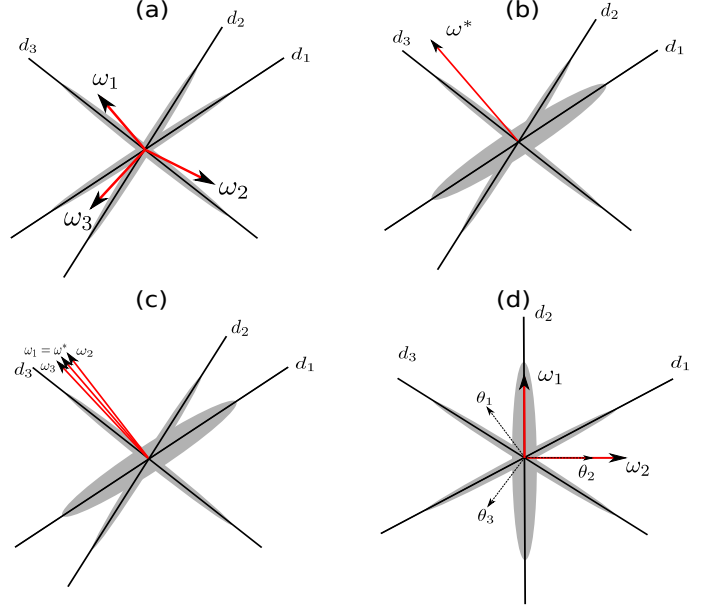 (a)
d₂
d₃
d₁
ω₁
ω₂
ω₃
(b)
ω*
d₂
d₃
d₁
(c)
d₂
ω₁ = ω* ω₂
d₃ ω₃
d₁
(d)
d₂
d₃
d₁
ω₁
θ₁
ω₂
θ₂
θ₃